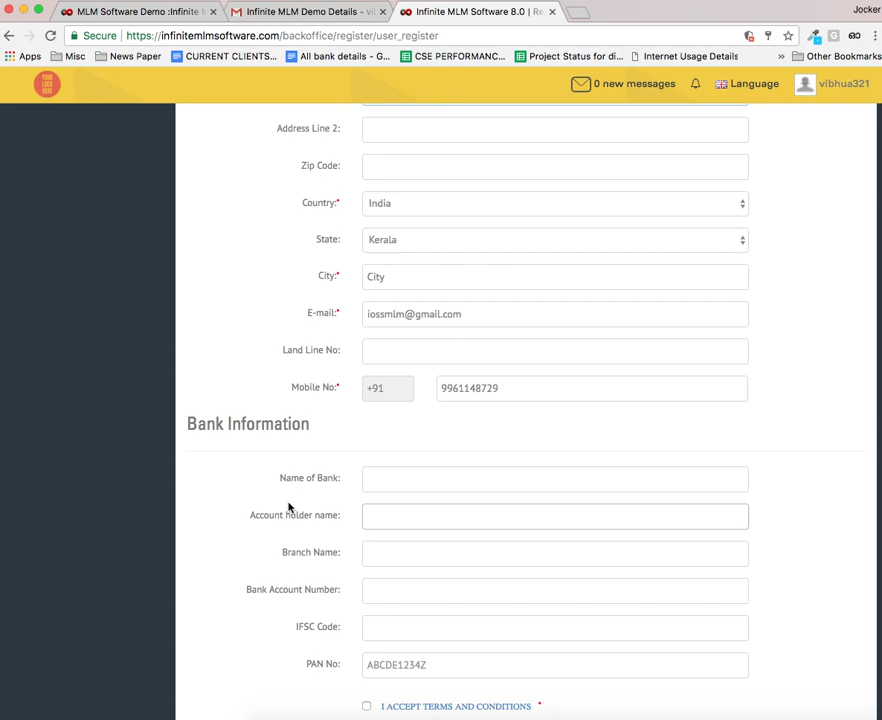 MLM Software Demo :Infinite M
Infinite MLM Demo Details - vi
Infinite MLM Software 8.0 | Re
Jocker
Secure https://infinitemlmsoftware.com/backoffice/register/user_register
Apps Misc News Paper CURRENT CLIENTS... All bank details - G... CSE PERFORMANC... Project Status for di... Internet Usage Details » Other Bookmarks
YOUR LOGO HERE
0 new messages Language vibhua321
Address Line 2:
Zip Code:
Country:* India
State: Kerala
City:* City
E-mail:* iossmlm@gmail.com
Land Line No:
Mobile No:* +91 9961148729
Bank Information
Name of Bank:
Account holder name:
Branch Name:
Bank Account Number:
IFSC Code:
PAN No: ABCDE1234Z
I ACCEPT TERMS AND CONDITIONS *